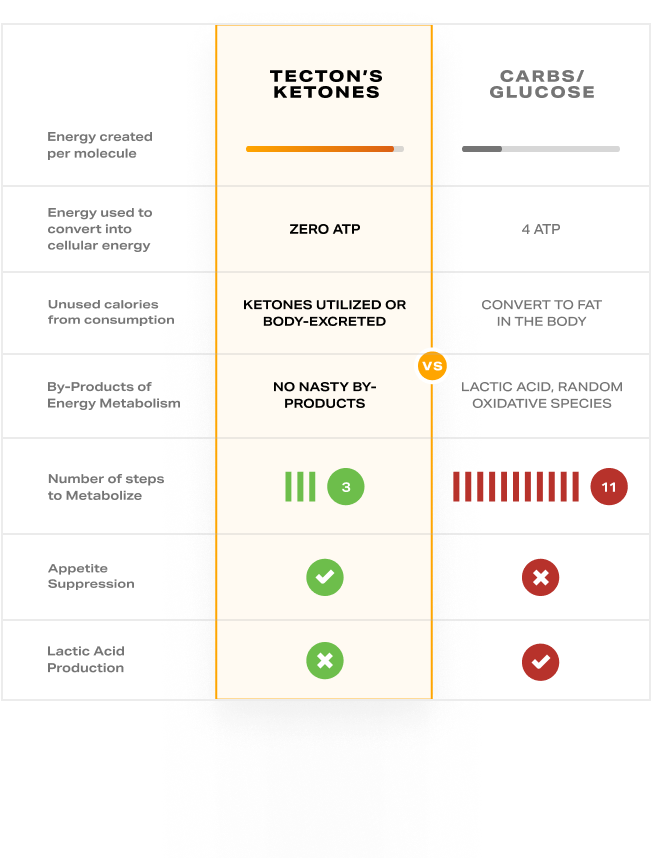 TECTON'S
KETONES
CARBS/
GLUCOSE
Energy created
per molecule
Energy used to
convert into
cellular energy
ZERO ATP
4 ATP
Unused calories
from consumption
KETONES UTILIZED OR
BODY-EXCRETED
CONVERT TO FAT
IN THE BODY
VS
By-Products of
Energy Metabolism
NO NASTY BY-
PRODUCTS
LACTIC ACID, RANDOM
OXIDATIVE SPECIES
Number of steps
to Metabolize
3
11
Appetite
Suppression
Lactic Acid
Production